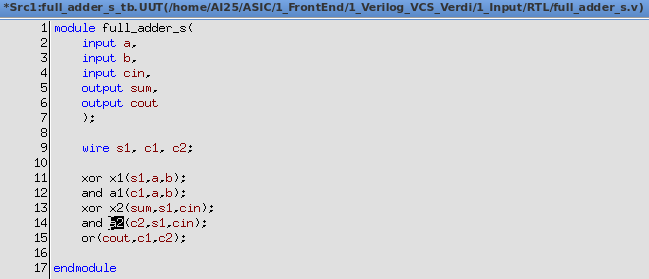 *Src1:full_adder_s_tb.UUT(/home/AI25/ASIC/1_FrontEnd/1_Verilog_VCS_Verdi/1_Input/RTL/full_adder_s.v)
1 module full_adder_s(
2 input a,
3 input b,
4 input cin,
5 output sum,
6 output cout
7 );
8
9 wire s1, c1, c2;
10
11 xor x1(s1,a,b);
12 and a1(c1,a,b);
13 xor x2(sum,s1,cin);
14 and a2(c2,s1,cin);
15 or(cout,c1,c2);
16
17 endmodule